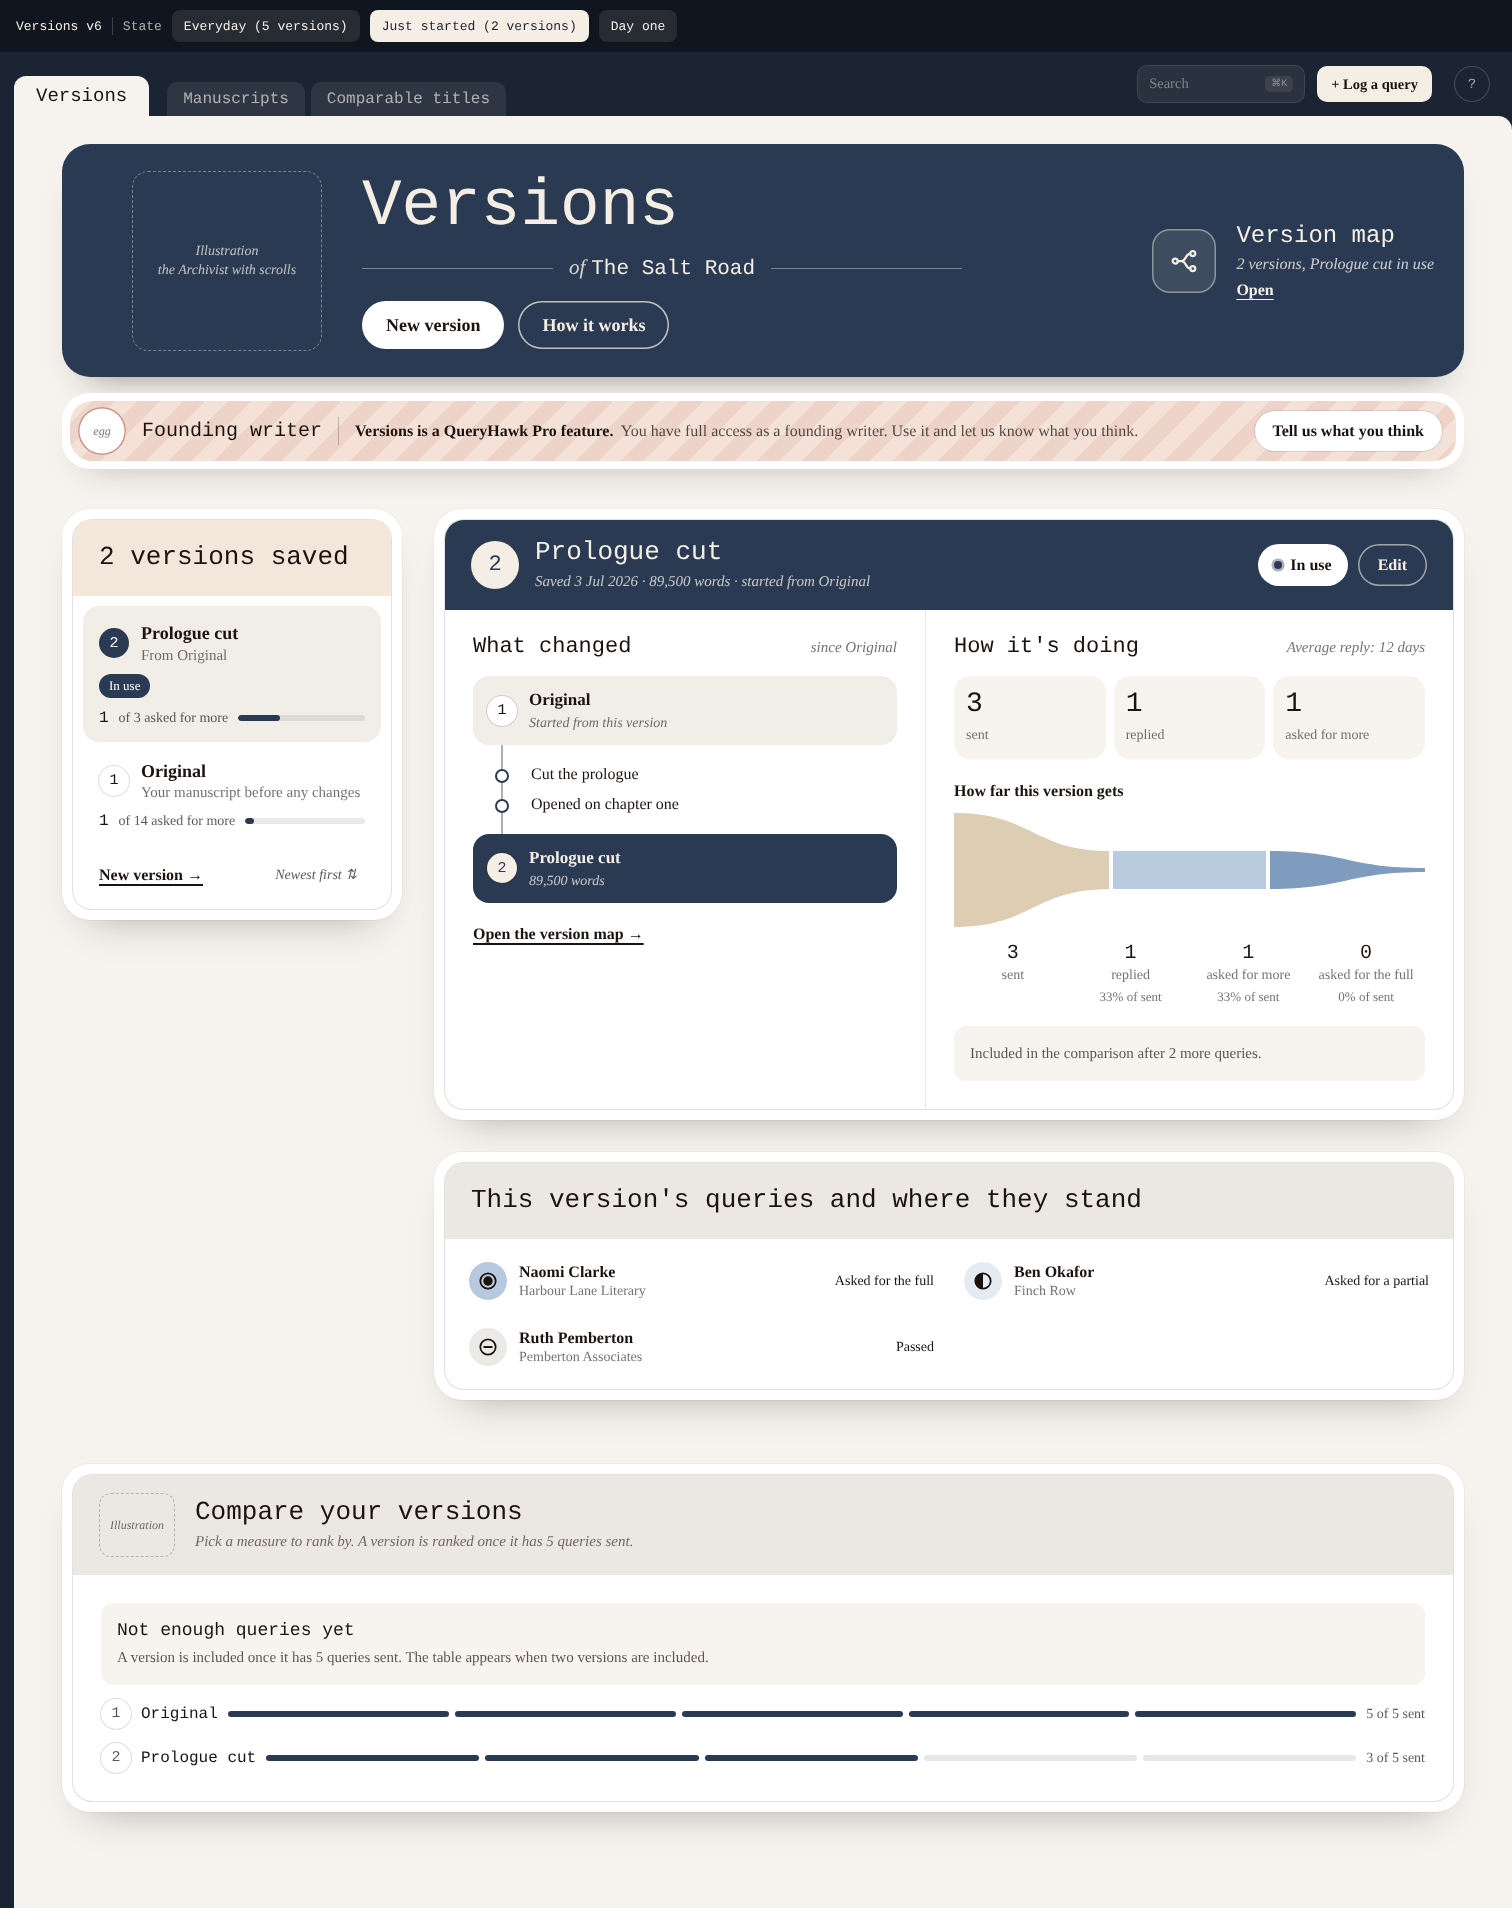 Versions v6 State Everyday (5 versions) Just started (2 versions) Day one
Versions Manuscripts Comparable titles Search ⌘K + Log a query ?
Illustration
the Archivist with scrolls
Versions
of The Salt Road
New version How it works
Version map
2 versions, Prologue cut in use
Open
egg Founding writer Versions is a QueryHawk Pro feature. You have full access as a founding writer. Use it and let us know what you think. Tell us what you think
2 versions saved
2 Prologue cut
From Original
In use
1 of 3 asked for more
1 Original
Your manuscript before any changes
1 of 14 asked for more
New version → Newest first ⇅
2 Prologue cut
Saved 3 Jul 2026 · 89,500 words · started from Original
In use Edit
What changed since Original
1 Original
Started from this version
Cut the prologue
Opened on chapter one
2 Prologue cut
89,500 words
Open the version map →
How it's doing Average reply: 12 days
3 1 1
sent replied asked for more
How far this version gets
3 1 1 0
sent replied asked for more asked for the full
33% of sent 33% of sent 0% of sent
Included in the comparison after 2 more queries.
This version's queries and where they stand
Naomi Clarke
Harbour Lane Literary
Asked for the full
Ben Okafor
Finch Row
Asked for a partial
Ruth Pemberton
Pemberton Associates
Passed
Illustration
Compare your versions
Pick a measure to rank by. A version is ranked once it has 5 queries sent.
Not enough queries yet
A version is included once it has 5 queries sent. The table appears when two versions are included.
1 Original 5 of 5 sent
2 Prologue cut 3 of 5 sent